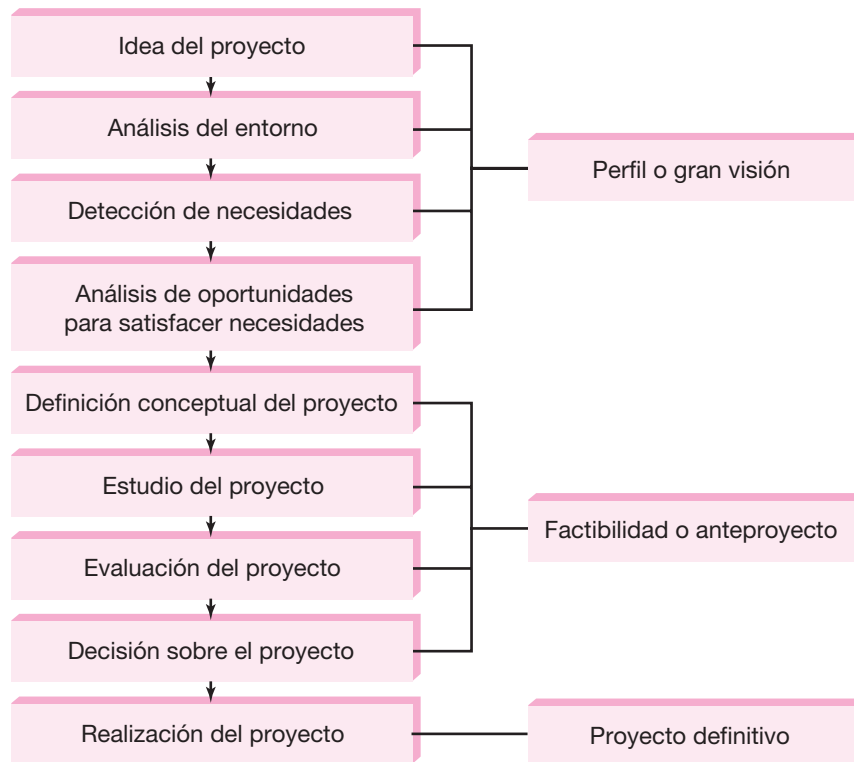 Idea del proyecto
Análisis del entorno
Detección de necesidades
Análisis de oportunidades
para satisfacer necesidades
Perfil o gran visión
Definición conceptual del proyecto
Estudio del proyecto
Evaluación del proyecto
Decisión sobre el proyecto
Factibilidad o anteproyecto
Realización del proyecto
Proyecto definitivo